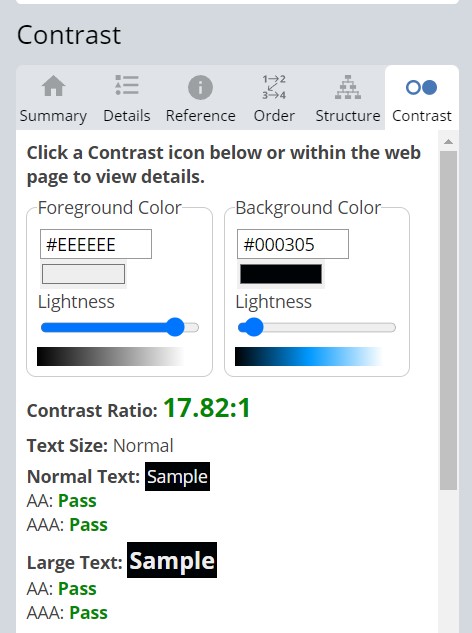 Contrast
Summary Details Reference Order Structure Contrast
1→2
3→4
Click a Contrast icon below or within the web
page to view details.
Foreground Color
#EEEEEE
Lightness
Background Color
#000305
Lightness
Contrast Ratio: 17.82:1
Text Size: Normal
Normal Text: Sample
AA: Pass
AAA: Pass
Large Text: Sample
AA: Pass
AAA: Pass